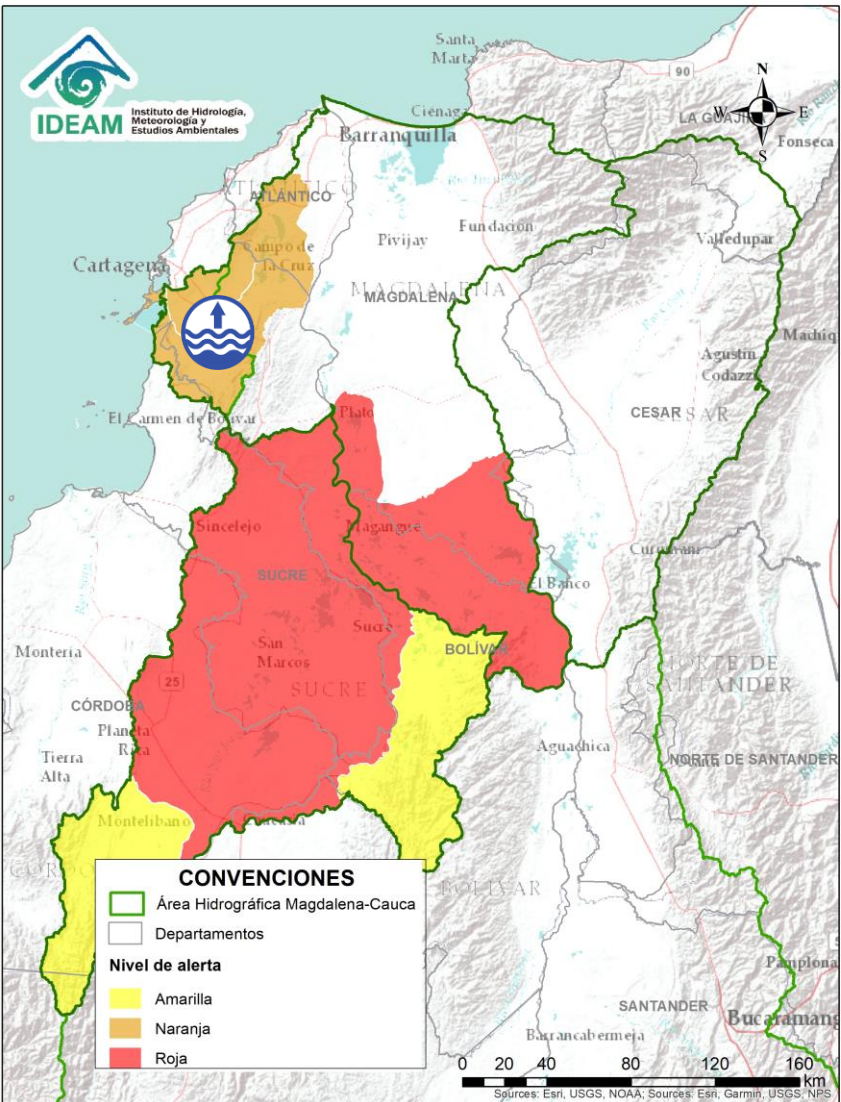 IDEAM
Instituto de Hidrología,
Meteorología y
Estudios Ambientales
Santa
Marta
90
N
W
E
S
LA GUAJIRA
Fonseca
Ciénaga
Barranquilla
ATLÁNTICO
ATLÁNTICO
Fundación
Pivijay
Valledupar
Campo de
la Cruz
Cartagena
MAGDALENA
MAGDALENA
Agustín
Codazzi
CESAR
CESAR
El Carmen de Bolívar
Plato
Sincelejo
Magangue
Curumani
El Banco
SUCRE
Sucre
San
Marcos
BOLÍVAR
Montería
SUCRE
25
CÓRDOBA
Planeta
Rica
Tierra
Alta
NORTE DE
SANTANDER
Aguachica
NORTE DE SANTANDER
Montelíbano
BOLÍVAR
Pamplona
SANTANDER
Bucaramang
Barrancabermeja
CONVENCIONES
Área Hidrográfica Magdalena-Cauca
Departamentos
Nivel de alerta
Amarilla
Naranja
Roja
0 20 40 80 120 160
km
Sources: Esri, USGS, NOAA; Sources: Esri, Garmin, USGS, NPS